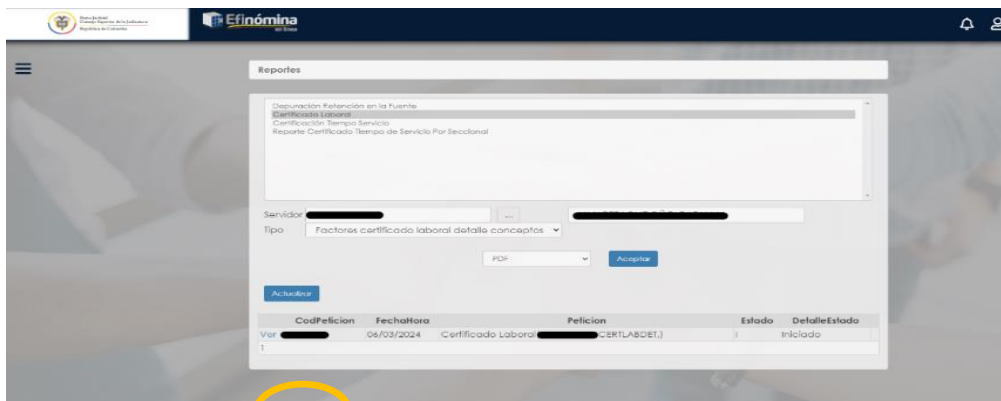 Rama Judicial
Consejo Superior de la Judicatura
República de Colombia
Efinómina
en línea
Reportes
Depuración Retención en la Fuente
Certificado Laboral
Certificación Tiempo Servicio
Reporte Certificado Tiempo de Servicio Por Seccional
Servidor ...
Tipo Factores certificado laboral detalle conceptos
PDF Aceptar
Actualizar
CodPeticion FechaHora Peticion Estado DetalleEstado
Ver 06/03/2024 Certificado Laboral CERTLABDET,) I Iniciado
1